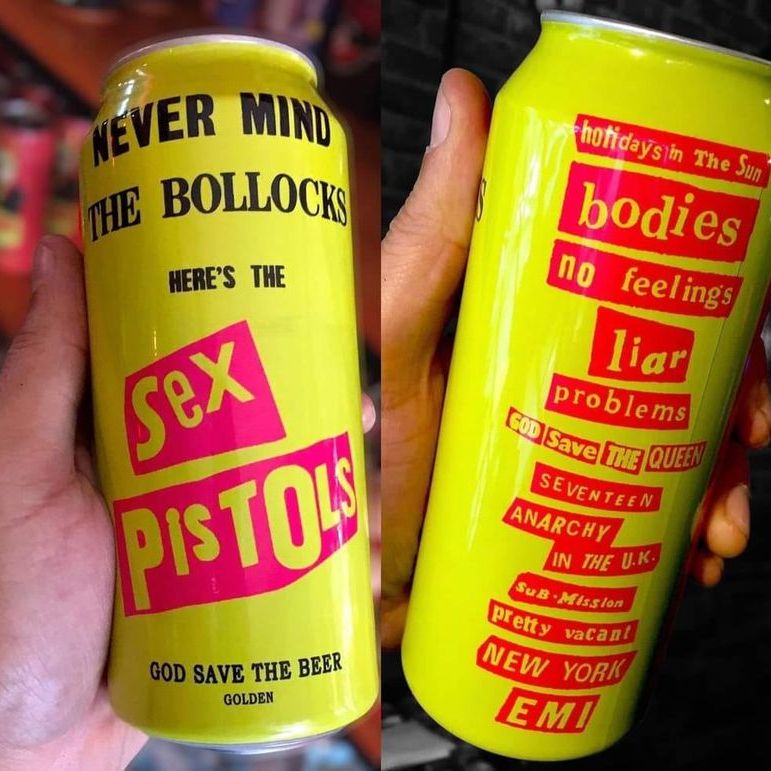 NEVER MIND
THE BOLLOCKS
HERE'S THE
Sex
PISTOLS
GOD SAVE THE BEER
GOLDEN
holidays in The Sun
bodies
no feelings
liar
problems
GOD Save THE QUEEN
SEVENTEEN
ANARCHY
IN THE U.K.
SuB-MissIon
pretty vacant
NEW YORK
EMI